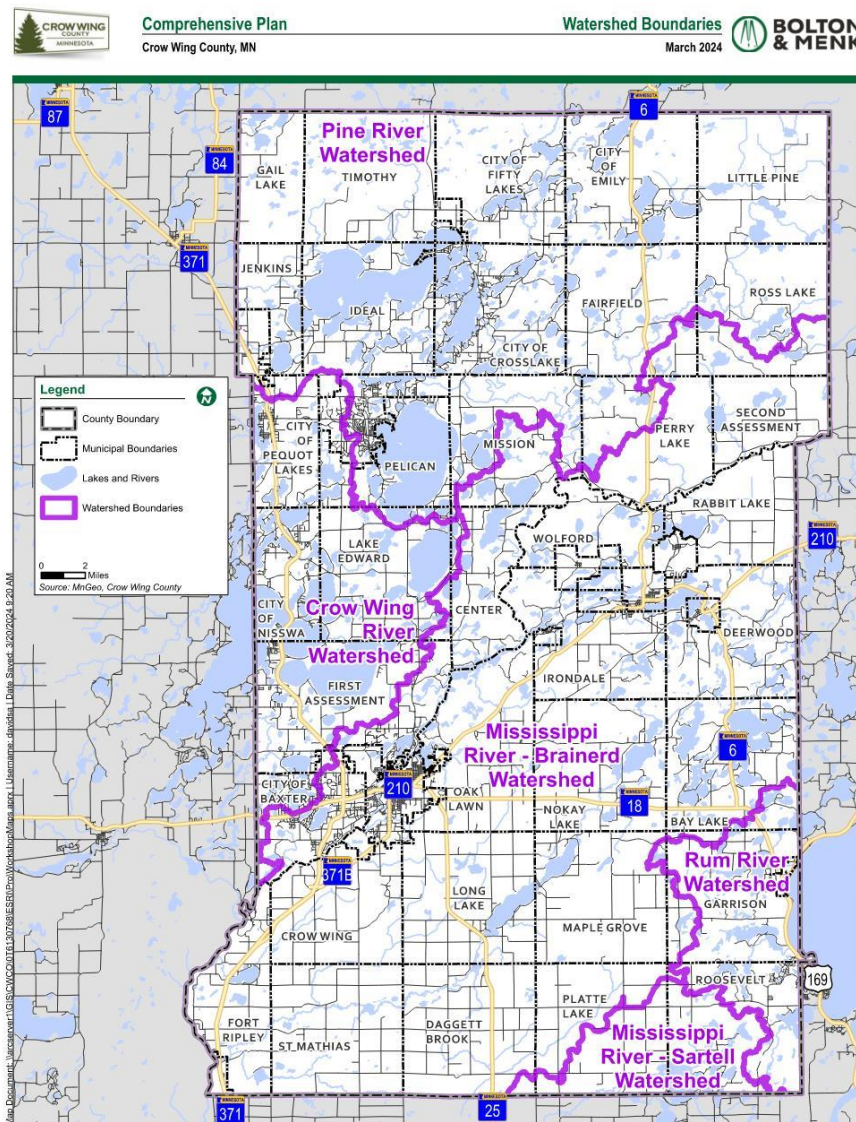 CROW WING
COUNTY
MINNESOTA
Comprehensive Plan
Crow Wing County, MN
Watershed Boundaries
March 2024
BOLTON
& MENK
87
84
371
6
Pine River
Watershed
GAIL
LAKE
TIMOTHY
CITY OF
FIFTY
LAKES
CITY
OF
EMILY
LITTLE PINE
JENKINS
IDEAL
CITY OF
CROSSLAKE
FAIRFIELD
ROSS LAKE
Legend
N
County Boundary
Municipal Boundaries
Lakes and Rivers
Watershed Boundaries
0 2
Miles
Source: MnGeo, Crow Wing County
CITY
OF
PEQUOT
LAKES
PELICAN
MISSION
PERRY
LAKE
SECOND
ASSESSMENT
RABBIT LAKE
210
LAKE
EDWARD
WOLFORD
CENTER
CITY
OF
NISSWA
Crow Wing
River
Watershed
DEERWOOD
FIRST
ASSESSMENT
IRONDALE
Mississippi
River - Brainerd
Watershed
6
CITY OF
BAXTER
210
OAK
LAWN
18
NOKAY
LAKE
BAY LAKE
371B
Rum River
Watershed
GARRISON
LONG
LAKE
CROW WING
MAPLE GROVE
ROOSEVELT
169
FORT
RIPLEY
ST MATHIAS
DAGGETT
BROOK
PLATTE
LAKE
Mississippi
River - Sartell
Watershed
371
25